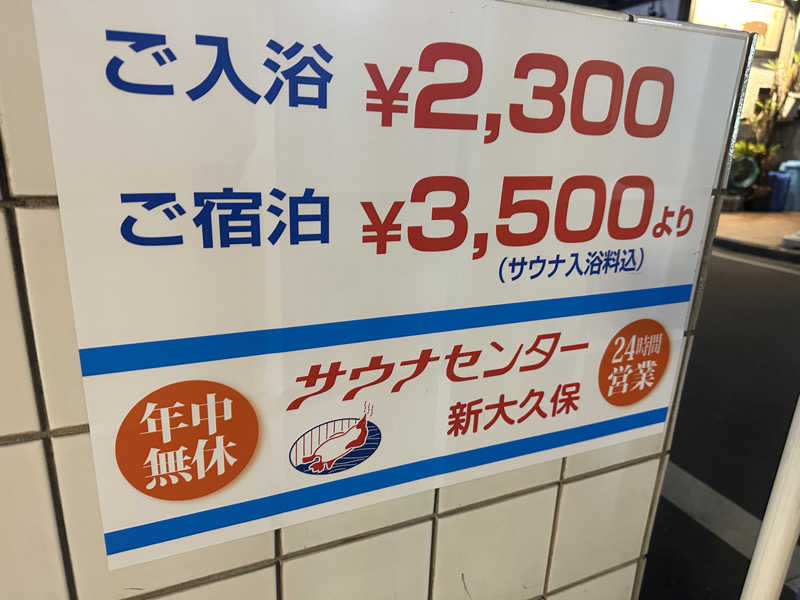 ご入浴 ¥2,300
ご宿泊 ¥3,500より
(サウナ入浴料込)
年中
無休
サウナセンター
新大久保
24時間
営業